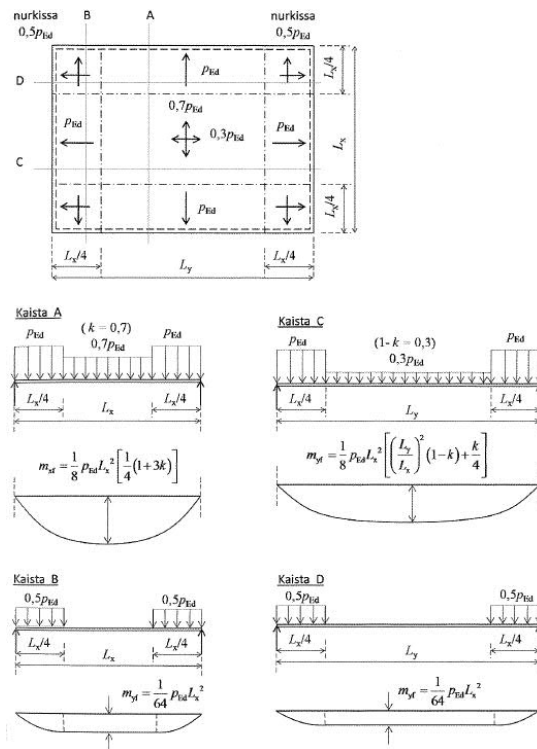 nurkissa B A nurkissa
0,5pEd 0,5pEd
D pEd Lx/4
0,7pEd
pEd 0,3pEd pEd Lx
C
pEd Lx/4
Lx/4 Lx/4
Ly
Kaista A
(k = 0,7)
pEd 0,7pEd pEd
Lx/4 Lx/4
Lx
mxf = 1/8 pEd Lx² [1/4 (1+3k)]
Kaista C
(1- k = 0,3)
pEd 0,3pEd pEd
Lx/4 Lx/4
Ly
myf = 1/8 pEd Lx² [(Ly/Lx)² (1−k) + k/4]
Kaista B
0,5pEd 0,5pEd
Lx/4 Lx/4
Lx
myf = 1/64 pEd Lx²
Kaista D
0,5pEd 0,5pEd
Lx/4 Lx/4
Ly
myf = 1/64 pEd Lx²